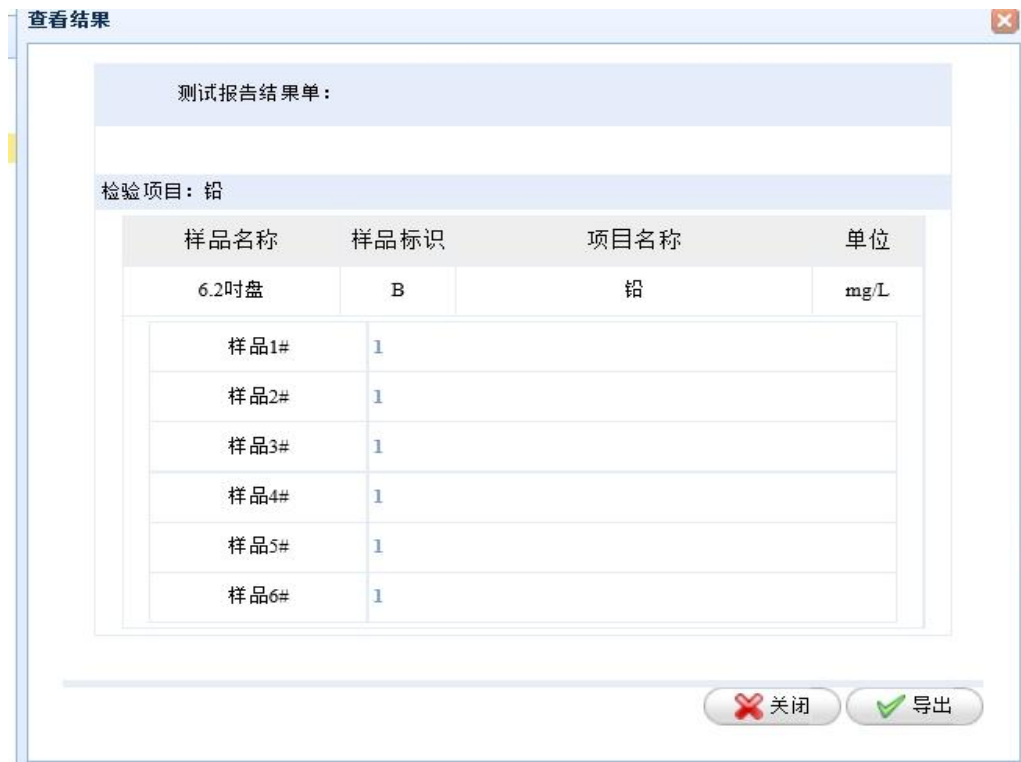 查看结果
测试报告结果单：
检验项目：铅
样品名称 样品标识 项目名称 单位
6.2吋盘 B 铅 mg/L
样品1# 1
样品2# 1
样品3# 1
样品4# 1
样品5# 1
样品6# 1
关闭 导出